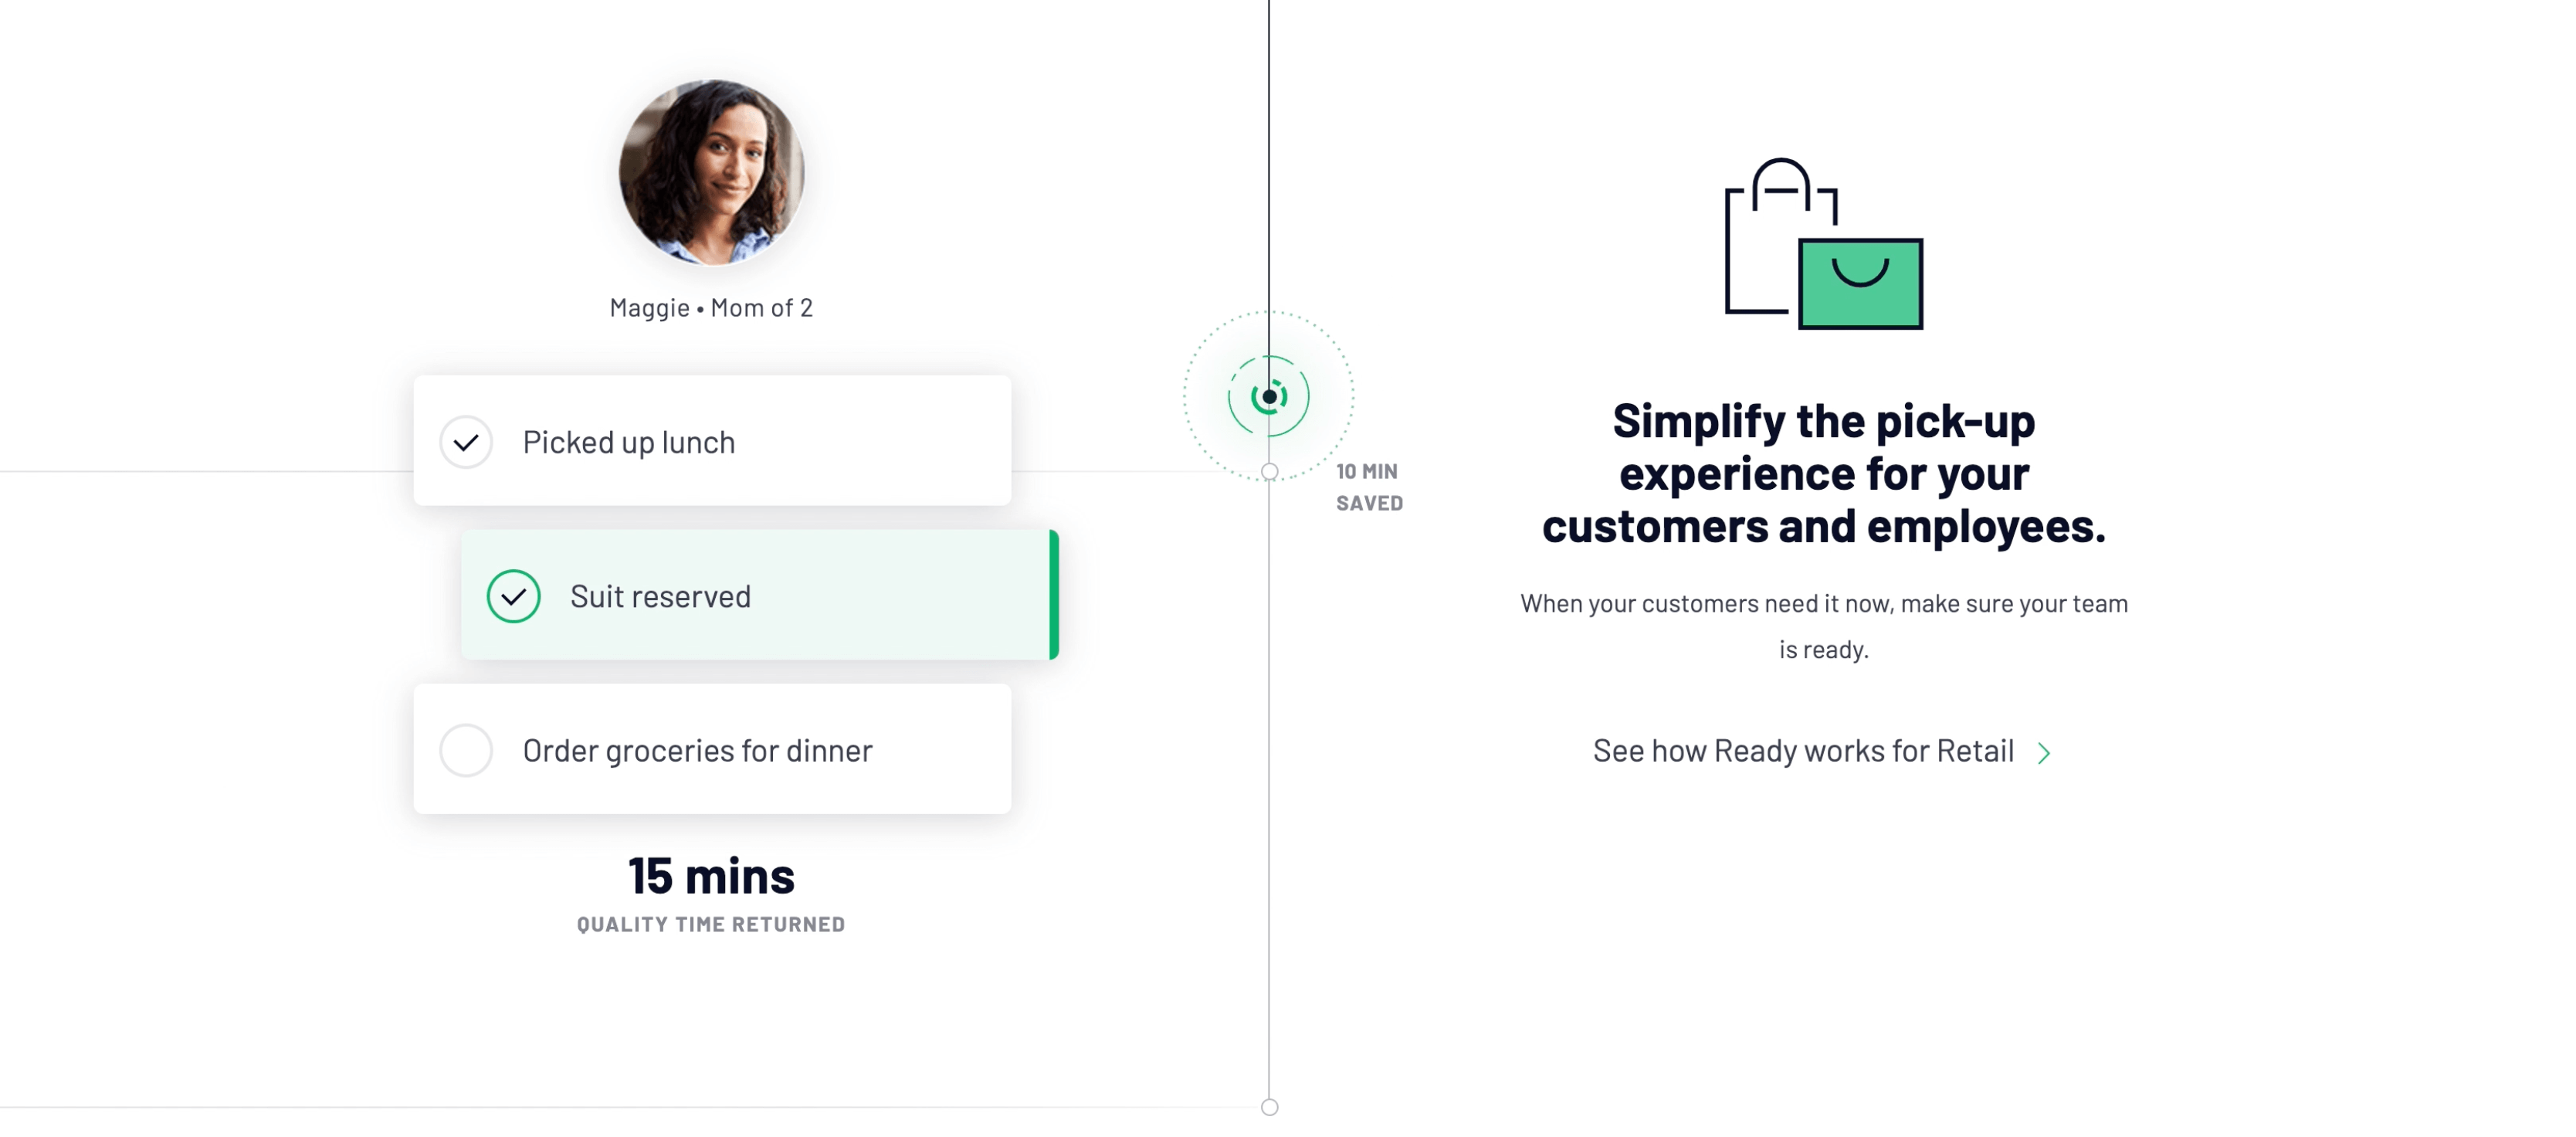 Maggie • Mom of 2
Picked up lunch
Suit reserved
Order groceries for dinner
15 mins
QUALITY TIME RETURNED
10 MIN
SAVED
Simplify the pick-up
experience for your
customers and employees.
When your customers need it now, make sure your team
is ready.
See how Ready works for Retail